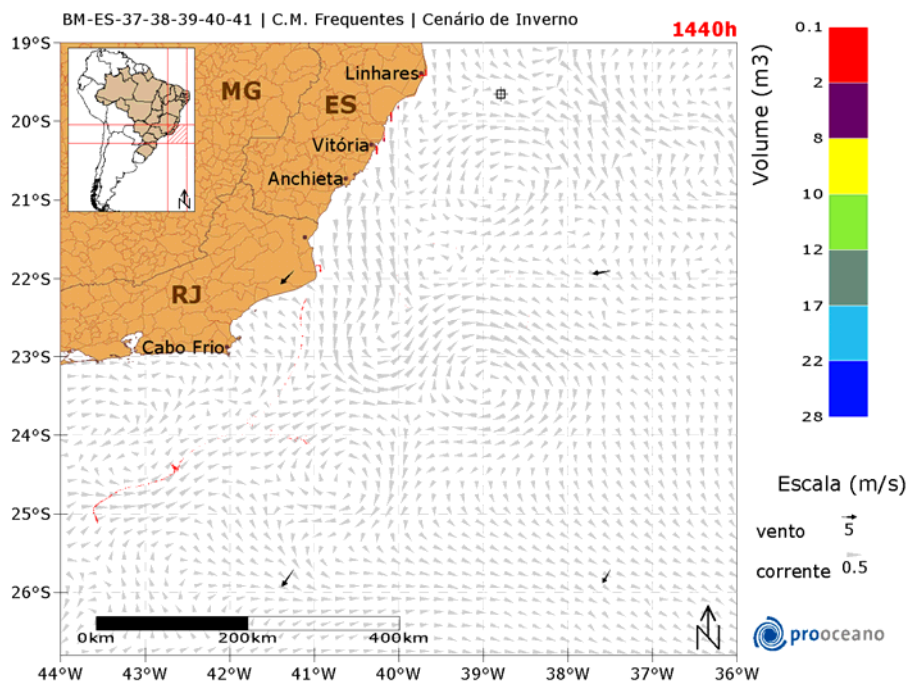 BM-ES-37-38-39-40-41 | C.M. Frequentes | Cenário de Inverno
1440h
19°S
20°S
21°S
22°S
23°S
24°S
25°S
26°S
MG
ES
RJ
Linhares
Vitória
Anchieta
Cabo Frio
N
0km
200km
400km
N
44°W
43°W
42°W
41°W
40°W
39°W
38°W
37°W
36°W
Volume (m3)
0.1
2
8
10
12
17
22
28
Escala (m/s)
vento
5
corrente
0.5
prooceano